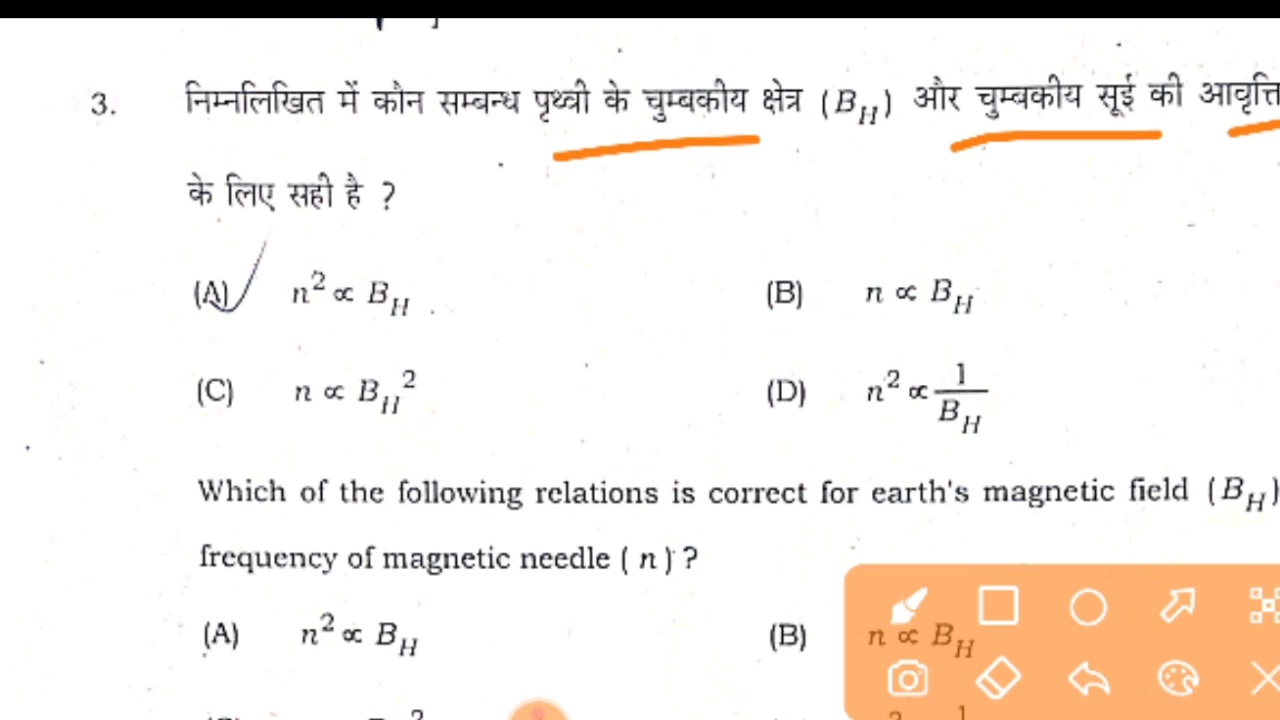 3. निम्नलिखित में कौन सम्बन्ध पृथ्वी के चुम्बकीय क्षेत्र (B_H) और चुम्बकीय सूई की आवृत्ति
के लिए सही है ?
(A) n² ∝ B_H (B) n ∝ B_H
(C) n ∝ B_H² (D) n² ∝ 1/B_H
Which of the following relations is correct for earth's magnetic field (B_H)
frequency of magnetic needle (n) ?
(A) n² ∝ B_H (B) n ∝ B_H